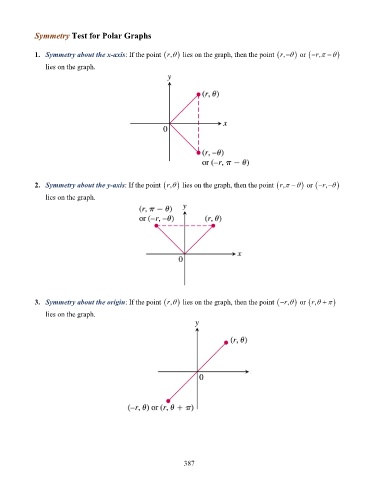 Symmetry Test for Polar Graphs
1. Symmetry about the x-axis: If the point (r,θ) lies on the graph, then the point (r,−θ) or (−r,π−θ)
lies on the graph.
y
(r, θ)
x
0
(r, −θ)
or (−r, π − θ)
2. Symmetry about the y-axis: If the point (r,θ) lies on the graph, then the point (r,π−θ) or (−r,−θ)
lies on the graph.
(r, π − θ) y
or (−r, −θ) (r, θ)
x
0
3. Symmetry about the origin: If the point (r,θ) lies on the graph, then the point (−r,θ) or (r,θ+π)
lies on the graph.
y
(r, θ)
0
(−r, θ) or (r, θ + π)
387